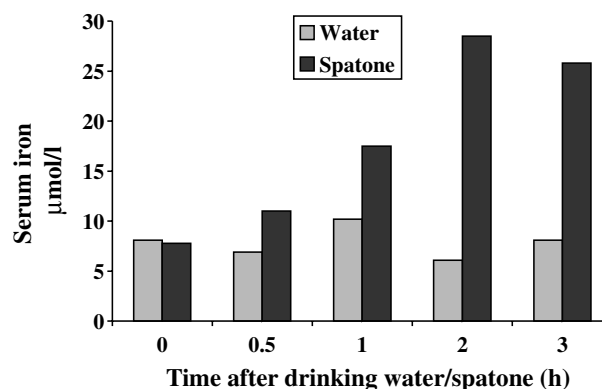 30
25
20
15
10
5
0
Serum iron
µmol/l
Water
Spatone
0 0.5 1 2 3
Time after drinking water/spatone (h)